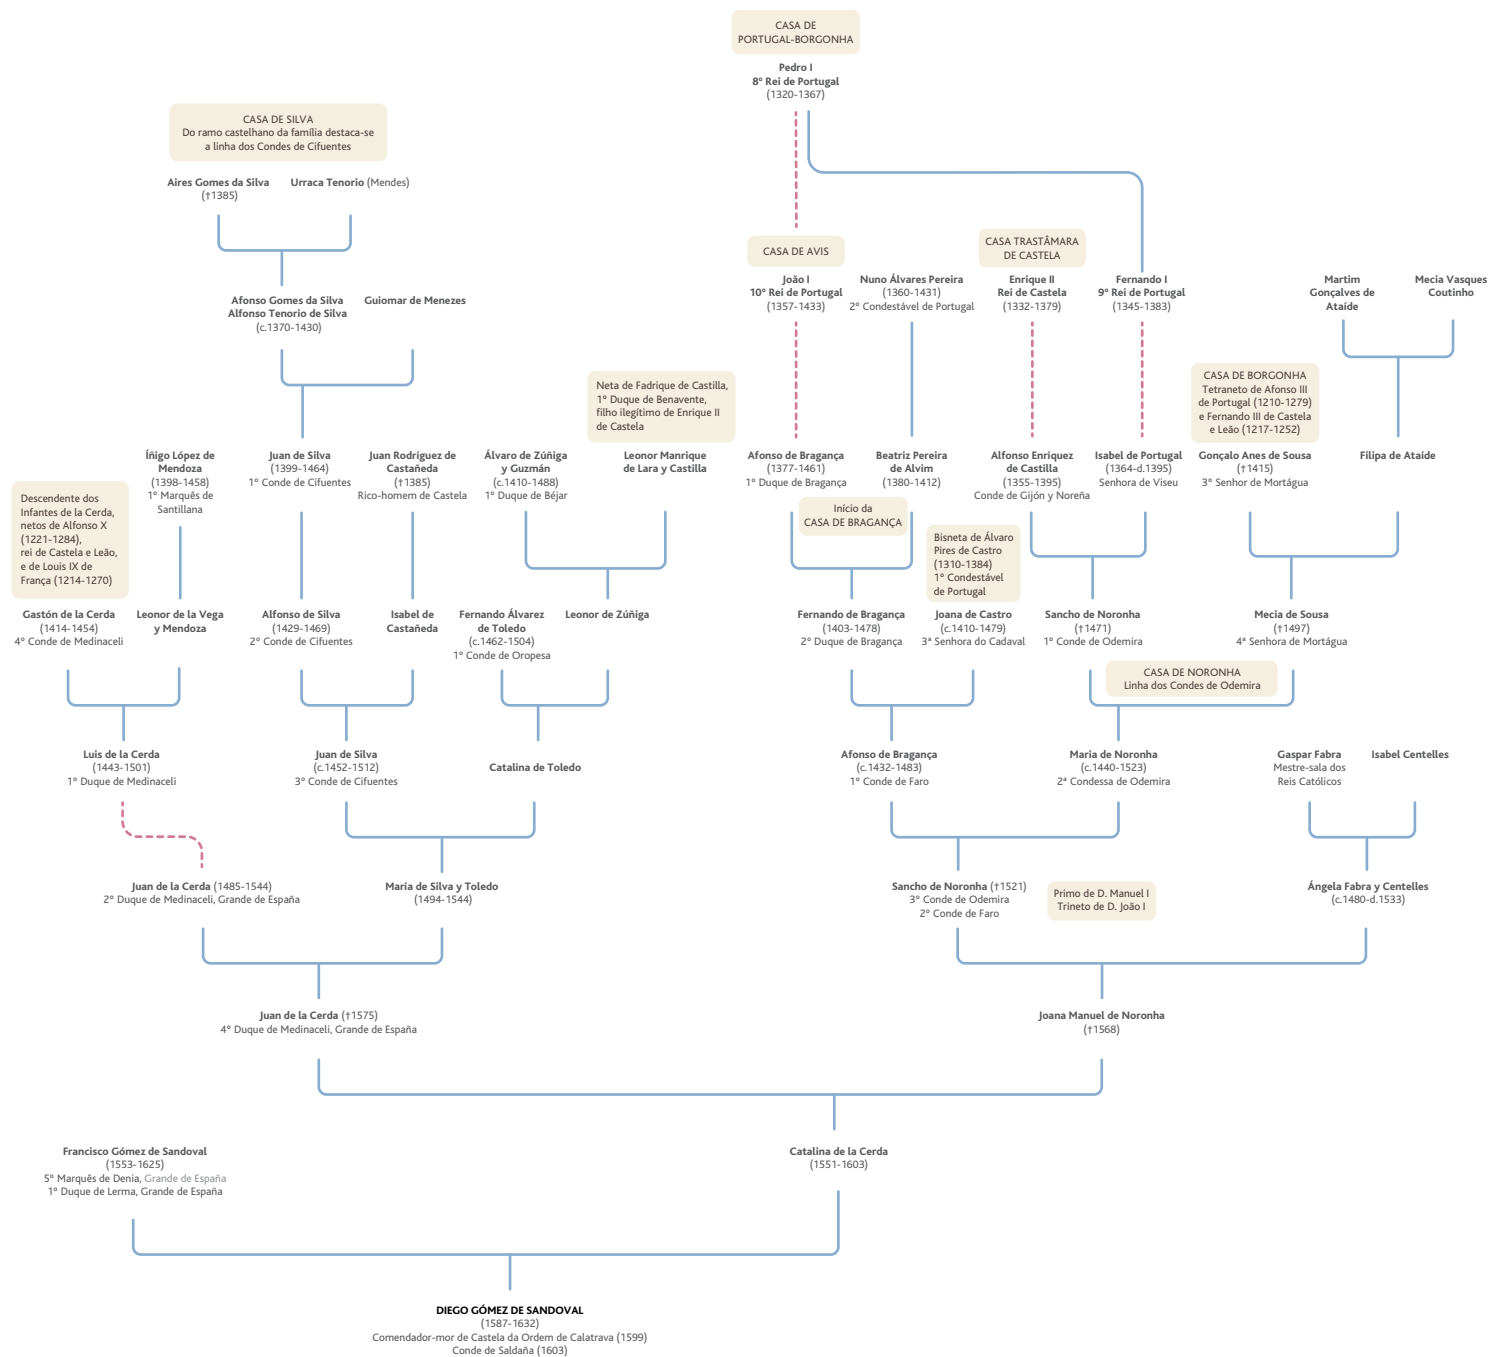 CASA DE
PORTUGAL-BORGONHA
Pedro I
8º Rei de Portugal
(1320-1367)
CASA DE SILVA
Do ramo castelhano da família destaca-se
a linha dos Condes de Cifuentes
Aires Gomes da Silva
(†1385)
Urraca Tenorio (Mendes)
CASA DE AVIS
CASA TRASTÂMARA
DE CASTELA
João I
10º Rei de Portugal
(1357-1433)
Nuno Álvares Pereira
(1360-1431)
2º Condestável de Portugal
Enrique II
Rei de Castela
(1332-1379)
Fernando I
9º Rei de Portugal
(1345-1383)
Martim
Gonçalves de
Ataíde
Mecia Vasques
Coutinho
Afonso Gomes da Silva
Alfonso Tenorio de Silva
(c.1370-1430)
Guiomar de Menezes
Neta de Fadrique de Castilla,
1º Duque de Benavente,
filho ilegítimo de Enrique II
de Castela
CASA DE BORGONHA
Tetraneto de Afonso III
de Portugal (1210-1279)
e Fernando III de Castela
e Leão (1217-1252)
Íñigo López de
Mendoza
(1398-1458)
1º Marquês de
Santillana
Juan de Silva
(1399-1464)
1º Conde de Cifuentes
Juan Rodríguez de
Castañeda
(†1385)
Rico-homem de Castela
Álvaro de Zúñiga
y Guzmán
(c.1410-1488)
1º Duque de Béjar
Leonor Manrique
de Lara y Castilla
Afonso de Bragança
(1377-1461)
1º Duque de Bragança
Beatriz Pereira
de Alvim
(1380-1412)
Alfonso Enríquez
de Castilla
(1355-1395)
Conde de Gijón y Noreña
Isabel de Portugal
(1364-d.1395)
Senhora de Viseu
Gonçalo Anes de Sousa
(†1415)
3º Senhor de Mortágua
Filipa de Ataíde
Descendente dos
Infantes de la Cerda,
netos de Alfonso X
(1221-1284),
rei de Castela e Leão,
e de Louis IX de
França (1214-1270)
Início da
CASA DE BRAGANÇA
Bisneta de Álvaro
Pires de Castro
(1310-1384)
1º Condestável
de Portugal
Gastón de la Cerda
(1414-1454)
4º Conde de Medinaceli
Leonor de la Vega
y Mendoza
Alfonso de Silva
(1429-1469)
2º Conde de Cifuentes
Isabel de
Castañeda
Fernando Álvarez
de Toledo
(c.1462-1504)
1º Conde de Oropesa
Leonor de Zúñiga
Fernando de Bragança
(1403-1478)
2º Duque de Bragança
Joana de Castro
(c.1410-1479)
3ª Senhora do Cadaval
Sancho de Noronha
(†1471)
1º Conde de Odemira
Mecia de Sousa
(†1497)
4ª Senhora de Mortágua
CASA DE NORONHA
Linha dos Condes de Odemira
Luis de la Cerda
(1443-1501)
1º Duque de Medinaceli
Juan de Silva
(c.1452-1512)
3º Conde de Cifuentes
Catalina de Toledo
Afonso de Bragança
(c.1432-1483)
1º Conde de Faro
Maria de Noronha
(c.1440-1523)
2ª Condessa de Odemira
Gaspar Fabra
Mestre-sala dos
Reis Católicos
Isabel Centelles
Juan de la Cerda (1485-1544)
2º Duque de Medinaceli, Grande de España
María de Silva y Toledo
(1494-1544)
Sancho de Noronha (†1521)
3º Conde de Odemira
2º Conde de Faro
Primo de D. Manuel I
Trineto de D. João I
Ángela Fabra y Centelles
(c.1480-d.1533)
Juan de la Cerda (†1575)
4º Duque de Medinaceli, Grande de España
Joana Manuel de Noronha
(†1568)
Francisco Gómez de Sandoval
(1553-1625)
5º Marquês de Denia, Grande de España
1º Duque de Lerma, Grande de España
Catalina de la Cerda
(1551-1603)
DIEGO GÓMEZ DE SANDOVAL
(1587-1632)
Comendador-mor de Castela da Ordem de Calatrava (1599)
Conde de Saldaña (1603)